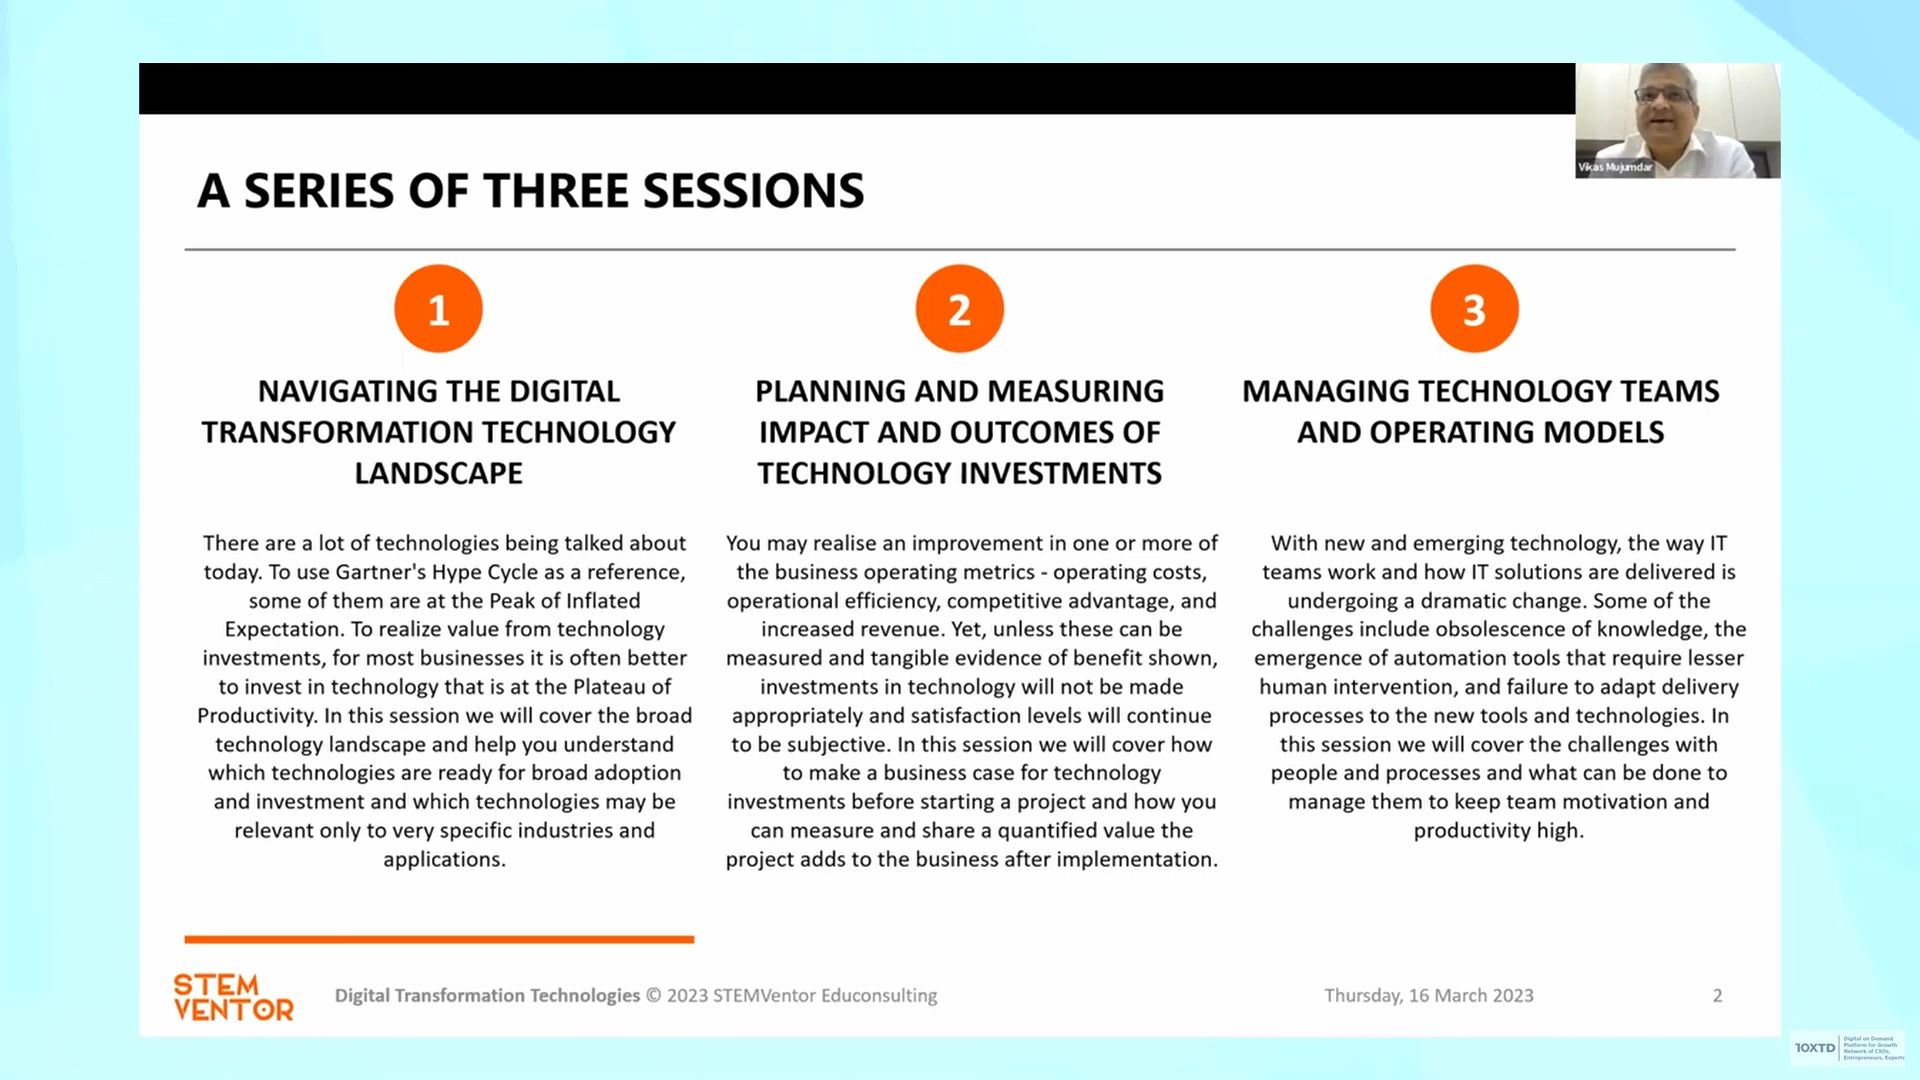 Vikas Mujumdar
A SERIES OF THREE SESSIONS
1
NAVIGATING THE DIGITAL
TRANSFORMATION TECHNOLOGY
LANDSCAPE
There are a lot of technologies being talked about
today. To use Gartner's Hype Cycle as a reference,
some of them are at the Peak of Inflated
Expectation. To realize value from technology
investments, for most businesses it is often better
to invest in technology that is at the Plateau of
Productivity. In this session we will cover the broad
technology landscape and help you understand
which technologies are ready for broad adoption
and investment and which technologies may be
relevant only to very specific industries and
applications.
2
PLANNING AND MEASURING
IMPACT AND OUTCOMES OF
TECHNOLOGY INVESTMENTS
You may realise an improvement in one or more of
the business operating metrics - operating costs,
operational efficiency, competitive advantage, and
increased revenue. Yet, unless these can be
measured and tangible evidence of benefit shown,
investments in technology will not be made
appropriately and satisfaction levels will continue
to be subjective. In this session we will cover how
to make a business case for technology
investments before starting a project and how you
can measure and share a quantified value the
project adds to the business after implementation.
3
MANAGING TECHNOLOGY TEAMS
AND OPERATING MODELS
With new and emerging technology, the way IT
teams work and how IT solutions are delivered is
undergoing a dramatic change. Some of the
challenges include obsolescence of knowledge, the
emergence of automation tools that require lesser
human intervention, and failure to adapt delivery
processes to the new tools and technologies. In
this session we will cover the challenges with
people and processes and what can be done to
manage them to keep team motivation and
productivity high.
STEM
VENTOR
Digital Transformation Technologies © 2023 STEMVentor Educonsulting
Thursday, 16 March 2023
2
10XTD
Digital on Demand
Platform for Growth
Network of CXOs,
Entrepreneurs, Experts